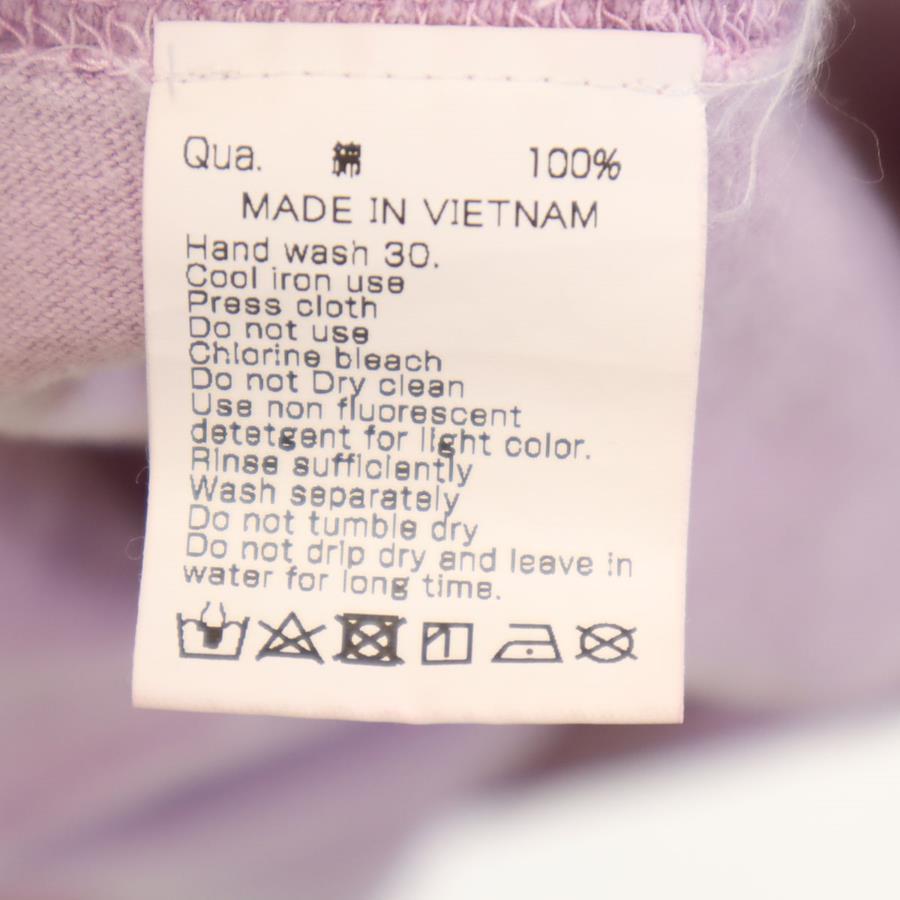 Qua. 綿 100%
MADE IN VIETNAM
Hand wash 30.
Cool iron use
Press cloth
Do not use
Chlorine bleach
Do not Dry clean
Use non fluorescent
detetgent for light color.
Rinse sufficiently
Wash separately
Do not tumble dry
Do not drip dry and leave in
water for long time.